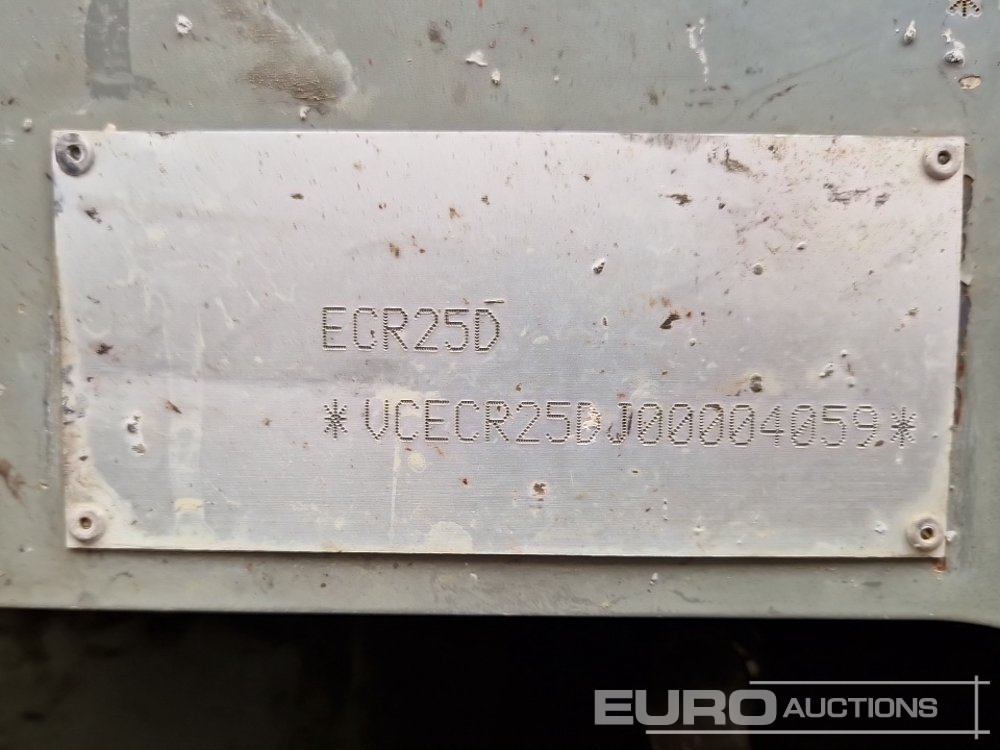 ECR25D
*VCECR25DJ00004059*
EURO AUCTIONS